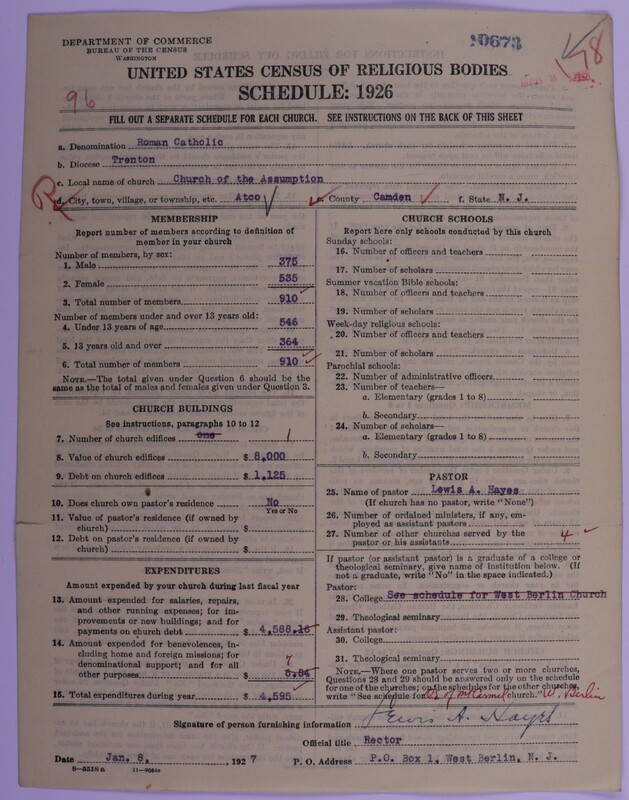 DEPARTMENT OF COMMERCE
BUREAU OF THE CENSUS
WASHINGTON
20673
78
UNITED STATES CENSUS OF RELIGIOUS BODIES
SCHEDULE: 1926
96
FILL OUT A SEPARATE SCHEDULE FOR EACH CHURCH. SEE INSTRUCTIONS ON THE BACK OF THIS SHEET
a. Denomination Roman Catholic
b. Diocese Trenton
c. Local name of church Church of the Assumption
d. City, town, village, or township, etc. Atco e. County Camden f. State N. J.
MEMBERSHIP
Report number of members according to definition of member in your church
Number of members, by sex:
1. Male 375
2. Female 535
3. Total number of members 910
Number of members under and over 13 years old:
4. Under 13 years of age 546
5. 13 years old and over 364
6. Total number of members 910
NOTE.—The total given under Question 6 should be the same as the total of males and females given under Question 3.
CHURCH BUILDINGS
See instructions, paragraphs 10 to 12
7. Number of church edifices one 1
8. Value of church edifices $ 8,000
9. Debt on church edifices $ 1,125
10. Does church own pastor's residence No
Yes or No
11. Value of pastor's residence (if owned by church) $
12. Debt on pastor's residence (if owned by church) $
EXPENDITURES
Amount expended by your church during last fiscal year
13. Amount expended for salaries, repairs, and other running expenses; for improvements or new buildings; and for payments on church debt $ 4,588.16
14. Amount expended for benevolences, including home and foreign missions; for denominational support; and for all other purposes $ 6.84 7
15. Total expenditures during year $ 4,595
CHURCH SCHOOLS
Report here only schools conducted by this church
Sunday schools:
16. Number of officers and teachers
17. Number of scholars
Summer vacation Bible schools:
18. Number of officers and teachers
19. Number of scholars
Week-day religious schools:
20. Number of officers and teachers
21. Number of scholars
Parochial schools:
22. Number of administrative officers
23. Number of teachers—
a. Elementary (grades 1 to 8)
b. Secondary
24. Number of scholars—
a. Elementary (grades 1 to 8)
b. Secondary
PASTOR
25. Name of pastor Lewis A. Hayes
(If church has no pastor, write "None")
26. Number of ordained ministers, if any, employed as assistant pastors
27. Number of other churches served by the pastor or his assistants 4
If pastor (or assistant pastor) is a graduate of a college or theological seminary, give name of institution below. (If not a graduate, write "No" in the space indicated.)
Pastor:
28. College See schedule for West Berlin Church
29. Theological seminary
Assistant pastor:
30. College
31. Theological seminary
NOTE.—Where one pastor serves two or more churches, Questions 28 and 29 should be answered only on the schedule for one of the churches; on the schedules for the other churches, write "See schedule for Mt Carmel church." W. Berlin
Signature of person furnishing information Lewis A. Hayes
Official title Rector
Date Jan. 8, 1927 P. O. Address P.O. Box 1, West Berlin, N. J.